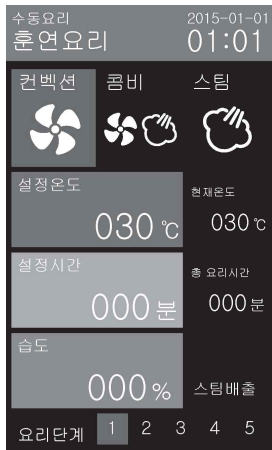 수동요리 2015-01-01
훈연요리 01:01
컨벡션 콤비 스팀
설정온도 현재온도
030 ℃ 030 ℃
설정시간 총 요리시간
000 분 000 분
습도
000 % 스팀배출
요리단계 1 2 3 4 5